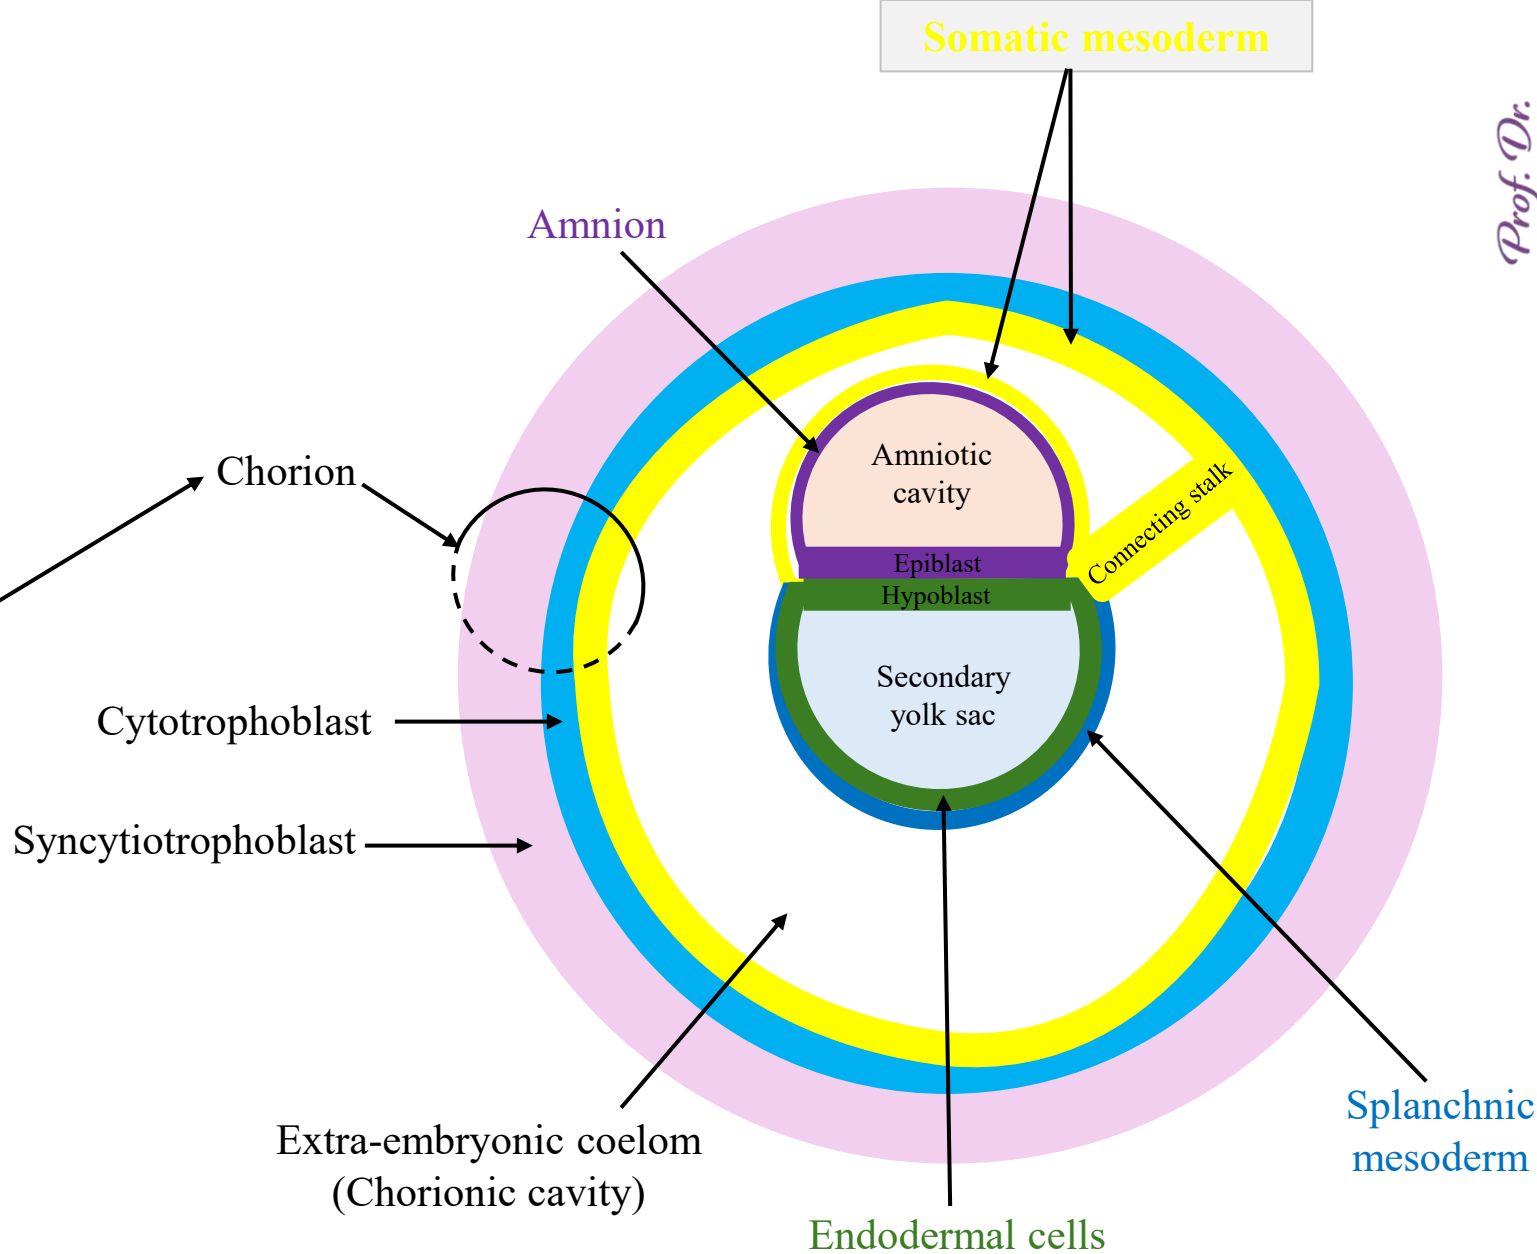 Somatic mesoderm
Prof. Dr.
Amnion
Amniotic
cavity
Chorion
Connecting stalk
Epiblast
Hypoblast
Secondary
yolk sac
Cytotrophoblast
Syncytiotrophoblast
Extra-embryonic coelom
(Chorionic cavity)
Splanchnic
mesoderm
Endodermal cells